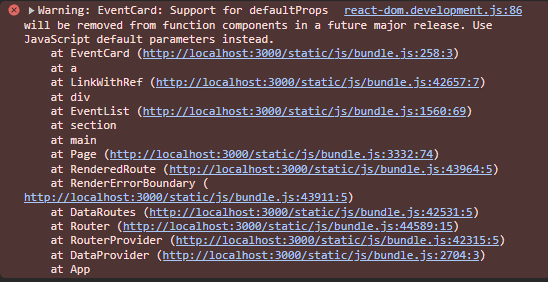 Warning: EventCard: Support for defaultProps react-dom.development.js:86
will be removed from function components in a future major release. Use
JavaScript default parameters instead.
at EventCard (http://localhost:3000/static/js/bundle.js:258:3)
at a
at LinkWithRef (http://localhost:3000/static/js/bundle.js:42657:7)
at div
at EventList (http://localhost:3000/static/js/bundle.js:1560:69)
at section
at main
at Page (http://localhost:3000/static/js/bundle.js:3332:74)
at RenderedRoute (http://localhost:3000/static/js/bundle.js:43964:5)
at RenderErrorBoundary (
http://localhost:3000/static/js/bundle.js:43911:5)
at DataRoutes (http://localhost:3000/static/js/bundle.js:42531:5)
at Router (http://localhost:3000/static/js/bundle.js:44589:15)
at RouterProvider (http://localhost:3000/static/js/bundle.js:42315:5)
at DataProvider (http://localhost:3000/static/js/bundle.js:2704:3)
at App